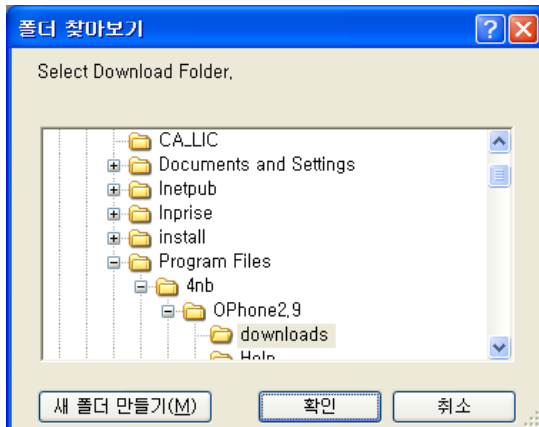 폴더 찾아보기
Select Download Folder,
CA_LIC
Documents and Settings
Inetpub
Inprise
install
Program Files
4nb
OPhone2,9
downloads
Help
새 폴더 만들기(M)
확인
취소